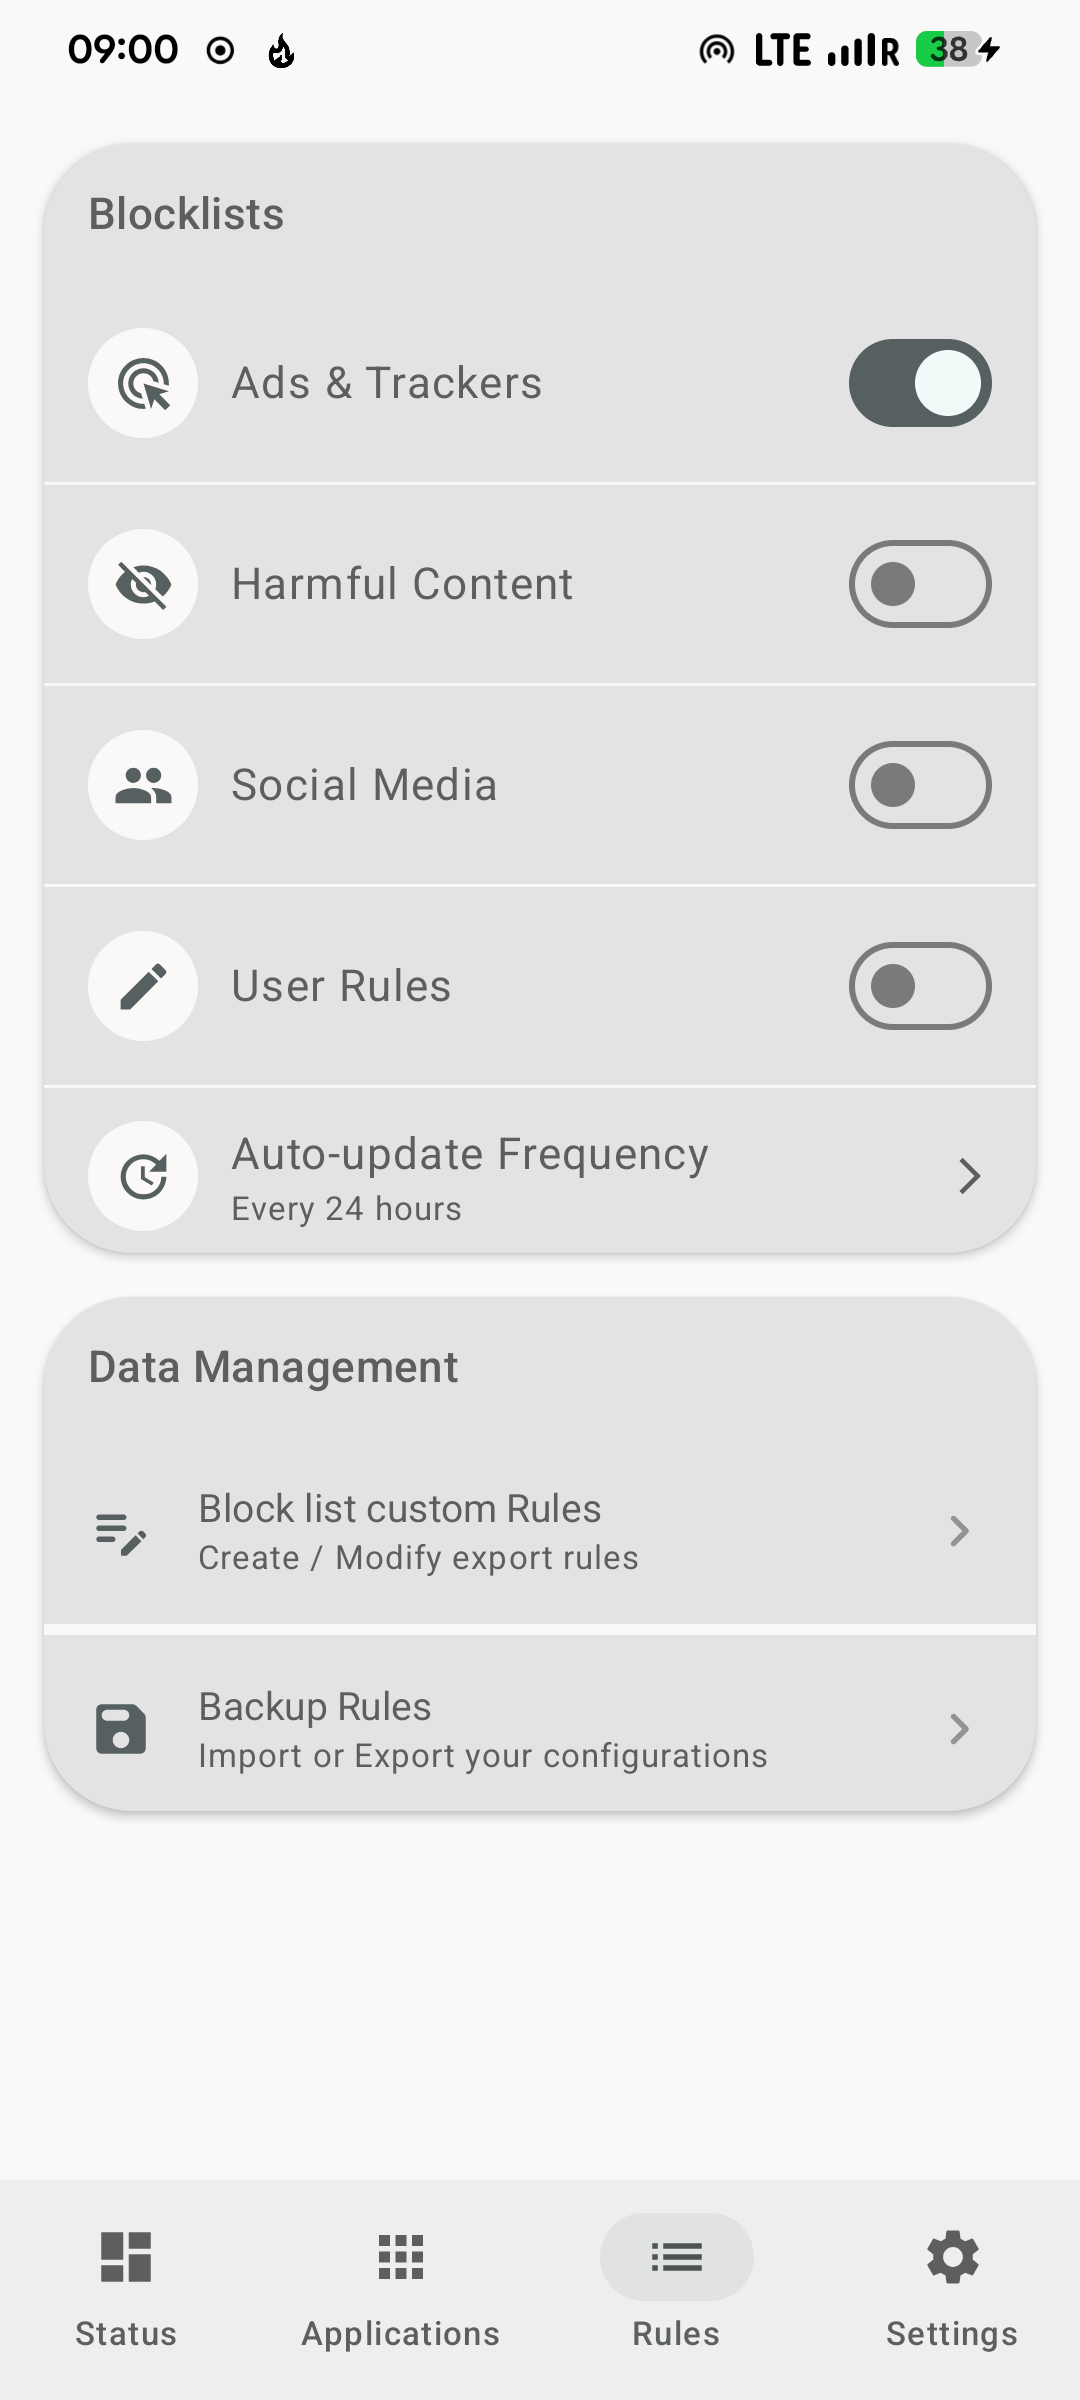 09:00 LTE R 38
Blocklists
Ads & Trackers
Harmful Content
Social Media
User Rules
Auto-update Frequency
Every 24 hours
Data Management
Block list custom Rules
Create / Modify export rules
Backup Rules
Import or Export your configurations
Status Applications Rules Settings